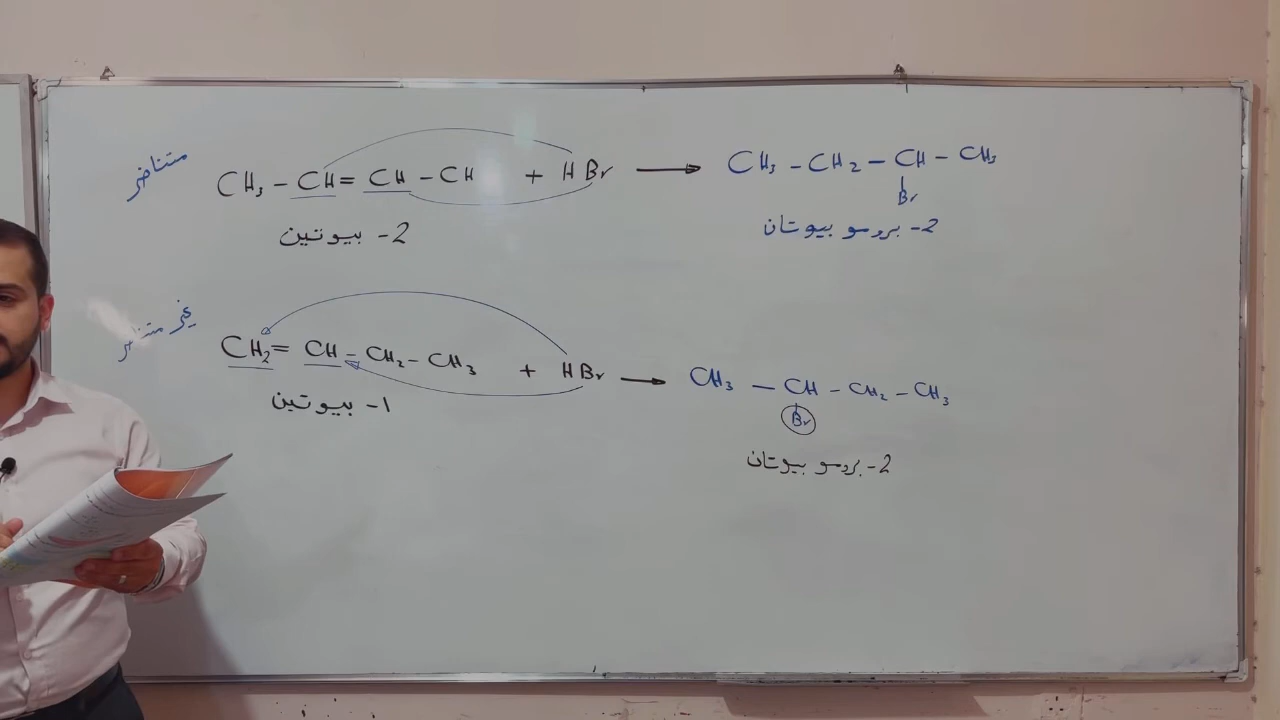 متناظر
CH₃ – CH = CH – CH + HBr ⟶ CH₃ – CH₂ – CH – CH₃
Br
2- بيوتين
2- برومو بيوتان
غير متناظر
CH₂ = CH – CH₂ – CH₃ + HBr ⟶ CH₃ – CH – CH₂ – CH₃
Br
1- بيوتين
2- برومو بيوتان